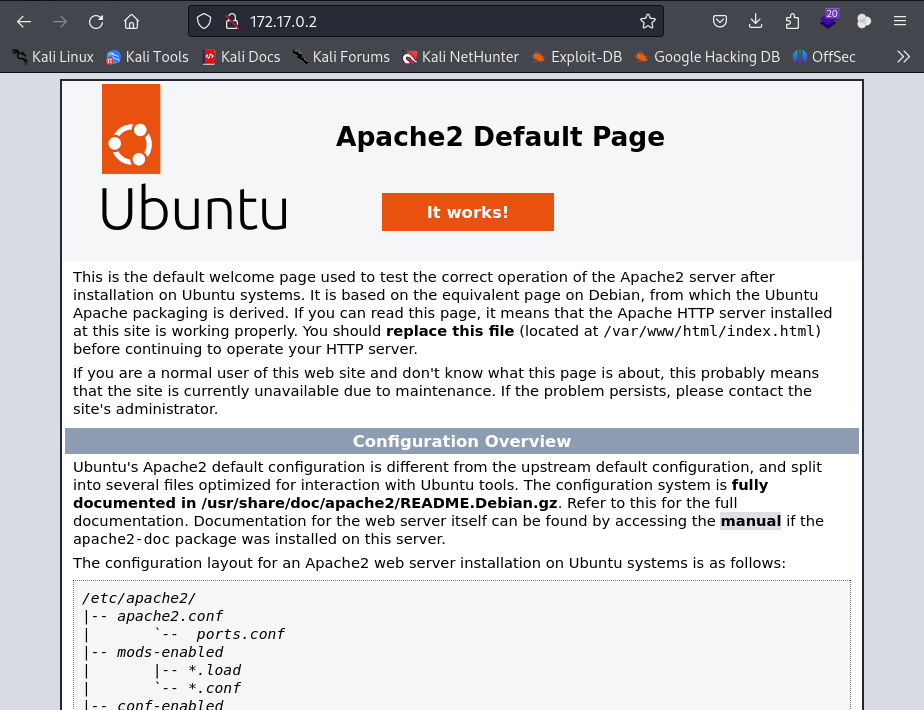 172.17.0.2
20
Kali Linux Kali Tools Kali Docs Kali Forums Kali NetHunter Exploit-DB Google Hacking DB OffSec
Ubuntu
Apache2 Default Page
It works!
This is the default welcome page used to test the correct operation of the Apache2 server after
installation on Ubuntu systems. It is based on the equivalent page on Debian, from which the Ubuntu
Apache packaging is derived. If you can read this page, it means that the Apache HTTP server installed
at this site is working properly. You should replace this file (located at /var/www/html/index.html)
before continuing to operate your HTTP server.
If you are a normal user of this web site and don't know what this page is about, this probably means
that the site is currently unavailable due to maintenance. If the problem persists, please contact the
site's administrator.
Configuration Overview
Ubuntu's Apache2 default configuration is different from the upstream default configuration, and split
into several files optimized for interaction with Ubuntu tools. The configuration system is fully
documented in /usr/share/doc/apache2/README.Debian.gz. Refer to this for the full
documentation. Documentation for the web server itself can be found by accessing the manual if the
apache2-doc package was installed on this server.
The configuration layout for an Apache2 web server installation on Ubuntu systems is as follows:
/etc/apache2/
|-- apache2.conf
|       `--  ports.conf
|-- mods-enabled
|       |-- *.load
|       `-- *.conf
|-- conf-enabled